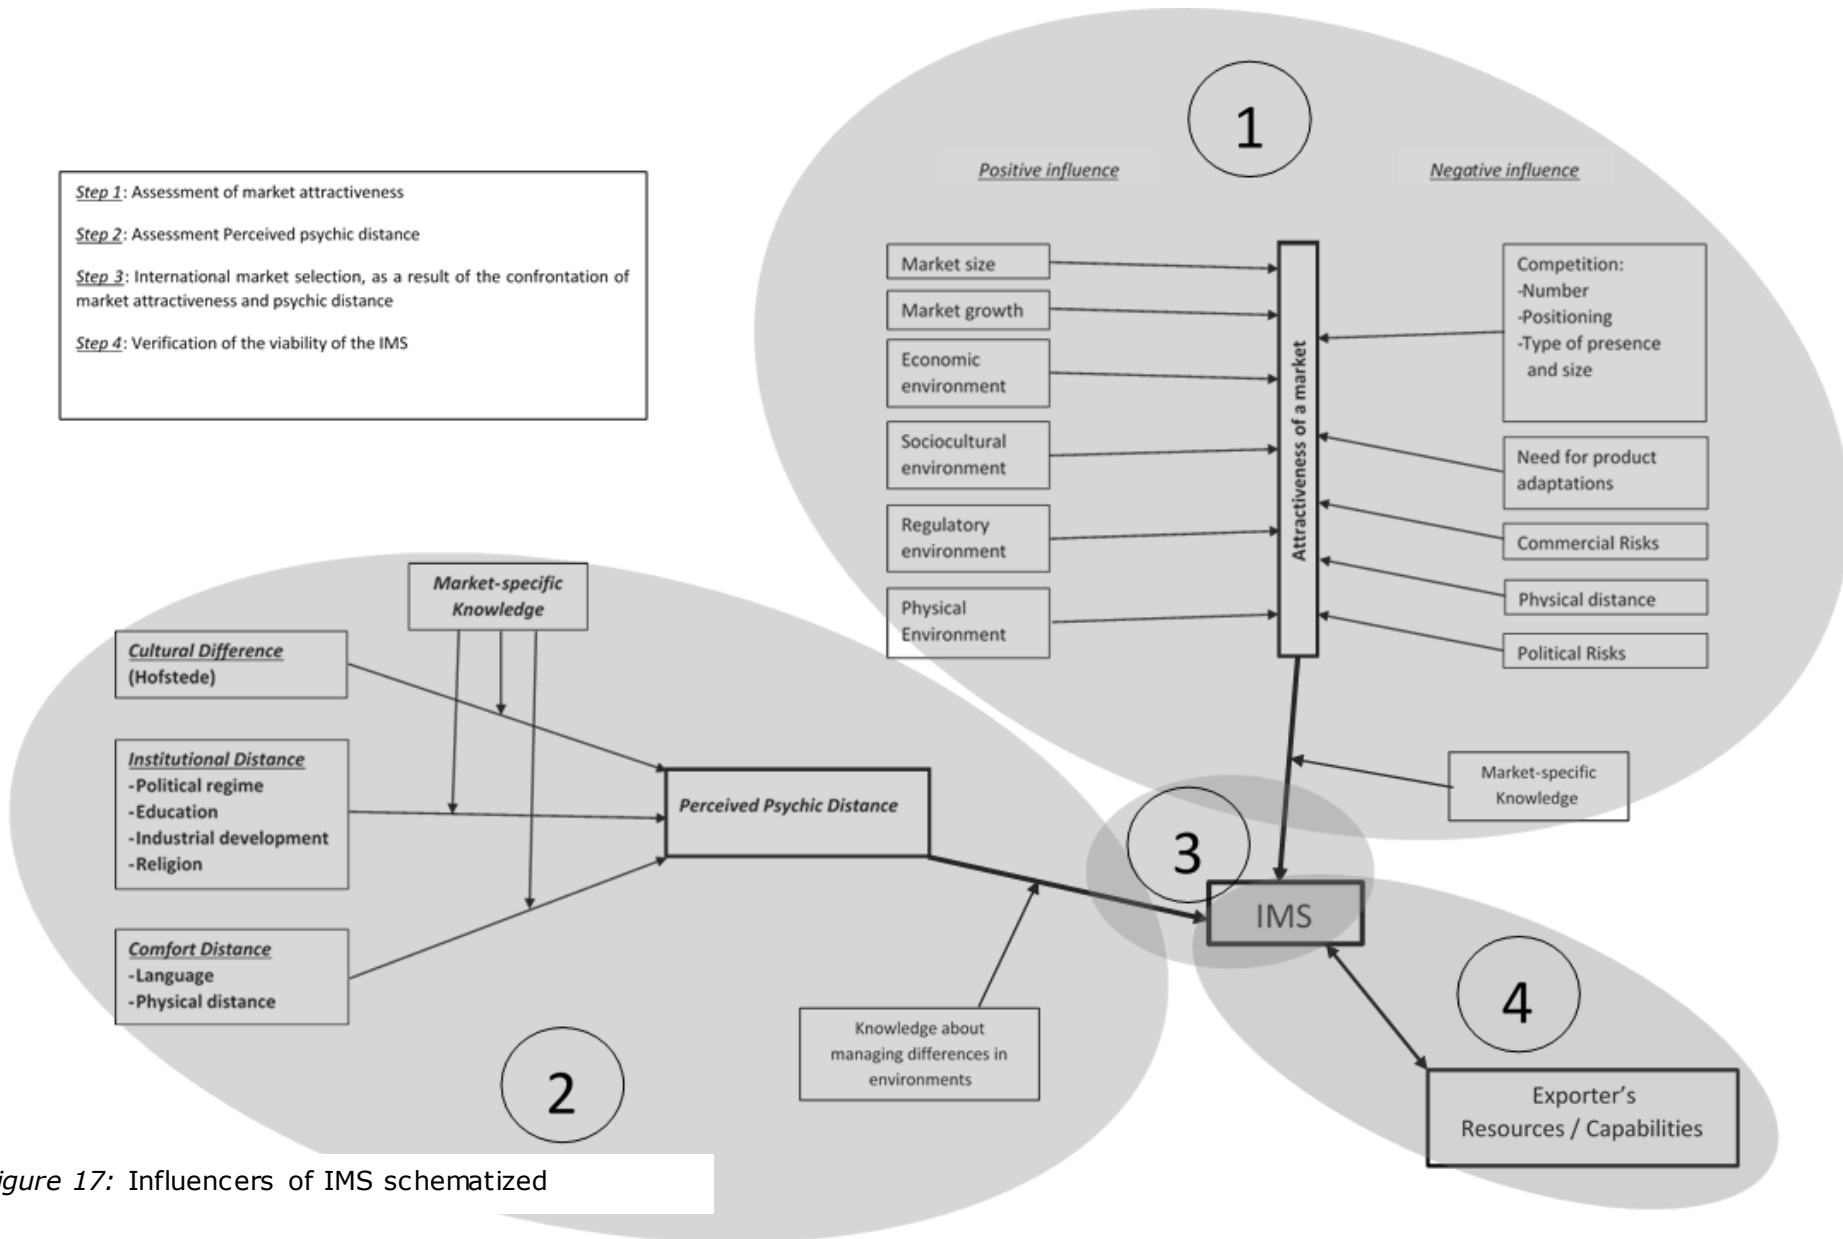 1
Positive influence
Negative influence
Step 1: Assessment of market attractiveness
Step 2: Assessment Perceived psychic distance
Step 3: International market selection, as a result of the confrontation of
market attractiveness and psychic distance
Step 4: Verification of the viability of the IMS
Market size
Market growth
Economic
environment
Sociocultural
environment
Regulatory
environment
Physical
Environment
Attractiveness of a market
Competition:
-Number
-Positioning
-Type of presence
and size
Need for product
adaptations
Commercial Risks
Physical distance
Political Risks
Market-specific
Knowledge
Market-specific
Knowledge
Cultural Difference
(Hofstede)
Institutional Distance
-Political regime
-Education
-Industrial development
-Religion
Comfort Distance
-Language
-Physical distance
Perceived Psychic Distance
3
IMS
Knowledge about
managing differences in
environments
2
4
Exporter's
Resources / Capabilities
igure 17: Influencers of IMS schematized